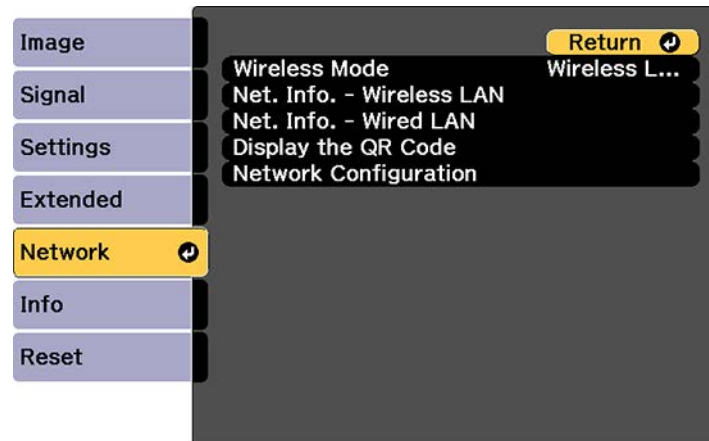 Image
Signal
Settings
Extended
Network
Info
Reset
Return
Wireless Mode Wireless L...
Net. Info. - Wireless LAN
Net. Info. - Wired LAN
Display the QR Code
Network Configuration